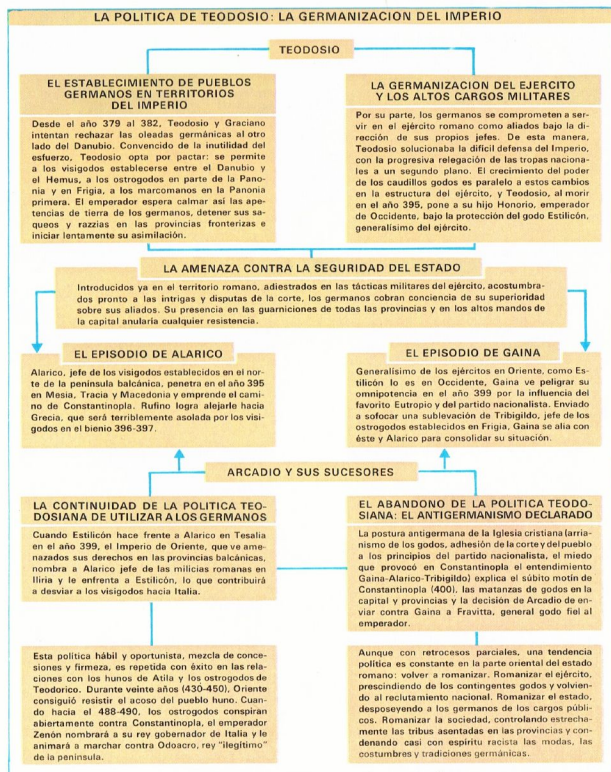 LA POLITICA DE TEODOSIO: LA GERMANIZACION DEL IMPERIO
TEODOSIO
EL ESTABLECIMIENTO DE PUEBLOS
GERMANOS EN TERRITORIOS
DEL IMPERIO
Desde el año 379 al 382, Teodosio y Graciano
intentan rechazar las oleadas germánicas al otro
lado del Danubio. Convencido de la inutilidad del
esfuerzo, Teodosio opta por pactar: se permite
a los visigodos establecerse entre el Danubio y
el Hemus, a los ostrogodos en parte de la Pano-
nia y en Frigia, a los marcomanos en la Panonia
primera. El emperador espera calmar así las ape-
tencias de tierra de los germanos, detener sus sa-
queos y razzias en las provincias fronterizas e
iniciar lentamente su asimilación.
LA GERMANIZACION DEL EJERCITO
Y LOS ALTOS CARGOS MILITARES
Por su parte, los germanos se comprometen a ser-
vir en el ejército romano como aliados bajo la di-
rección de sus propios jefes. De esta manera,
Teodosio solucionaba la difícil defensa del Imperio,
con la progresiva relegación de las tropas naciona-
les a un segundo plano. El crecimiento del poder
de los caudillos godos es paralelo a estos cambios
en la estructura del ejército, y Teodosio, al morir
en el año 395, pone a su hijo Honorio, emperador
de Occidente, bajo la protección del godo Estilicón,
generalísimo del ejército.
LA AMENAZA CONTRA LA SEGURIDAD DEL ESTADO
Introducidos ya en el territorio romano, adiestrados en las tácticas militares del ejército, acostumbra-
dos pronto a las intrigas y disputas de la corte, los germanos cobran conciencia de su superioridad
sobre sus aliados. Su presencia en las guarniciones de todas las provincias y en los altos mandos de
la capital anularía cualquier resistencia.
EL EPISODIO DE ALARICO
Alarico, jefe de los visigodos establecidos en el nor-
te de la península balcánica, penetra en el año 395
en Mesia, Tracia y Macedonia y emprende el cami-
no de Constantinopla. Rufino logra alejarle hacia
Grecia, que será terriblemente asolada por los visi-
godos en el bienio 396-397.
EL EPISODIO DE GAINA
Generalísimo de los ejércitos en Oriente, como Es-
tilicón lo es en Occidente, Gaina ve peligrar su
omnipotencia en el año 399 por la influencia del
favorito Eutropio y del partido nacionalista. Enviado
a sofocar una sublevación de Tribigildo, jefe de los
ostrogodos establecidos en Frigia, Gaina se alia con
éste y Alarico para consolidar su situación.
ARCADIO Y SUS SUCESORES
LA CONTINUIDAD DE LA POLITICA TEO-
DOSIANA DE UTILIZAR A LOS GERMANOS
Cuando Estilicón hace frente a Alarico en Tesalia
en el año 399, el Imperio de Oriente, que ve ame-
nazados sus derechos en las provincias balcánicas,
nombra a Alarico jefe de las milicias romanas en
Iliria y le enfrenta a Estilicón, lo que contribuirá
a desviar a los visigodos hacia Italia.
EL ABANDONO DE LA POLITICA TEODO-
SIANA: EL ANTIGERMANISMO DECLARADO
La postura antigermana de la Iglesia cristiana (arria-
nismo de los godos, adhesión de la corte y del pueblo
a los principios del partido nacionalista, el miedo
que provocó en Constantinopla el entendimiento
Gaina-Alarico-Tribigildo) explica el súbito motín de
Constantinopla (400), las matanzas de godos en la
capital y provincias y la decisión de Arcadio de en-
viar contra Gaina a Fravitta, general godo fiel al
emperador.
Esta política hábil y oportunista, mezcla de conce-
siones y firmeza, es repetida con éxito en las rela-
ciones con los hunos de Atila y los ostrogodos de
Teodorico. Durante veinte años (430-450), Oriente
consiguió resistir el acoso del pueblo huno. Cuan-
do hacia el 488-490, los ostrogodos conspiran
abiertamente contra Constantinopla, el emperador
Zenón nombrará a su rey gobernador de Italia y le
animará a marchar contra Odoacro, rey "ilegítimo"
de la península.
Aunque con retrocesos parciales, una tendencia
política es constante en la parte oriental del estado
romano: volver a romanizar. Romanizar el ejército,
prescindiendo de los contingentes godos y volvien-
do al reclutamiento nacional. Romanizar el estado,
desposeyendo a los germanos de los cargos públi-
cos. Romanizar la sociedad, controlando estrecha-
mente las tribus asentadas en las provincias y con-
denando casi con espíritu racista las modas, las
costumbres y tradiciones germánicas.